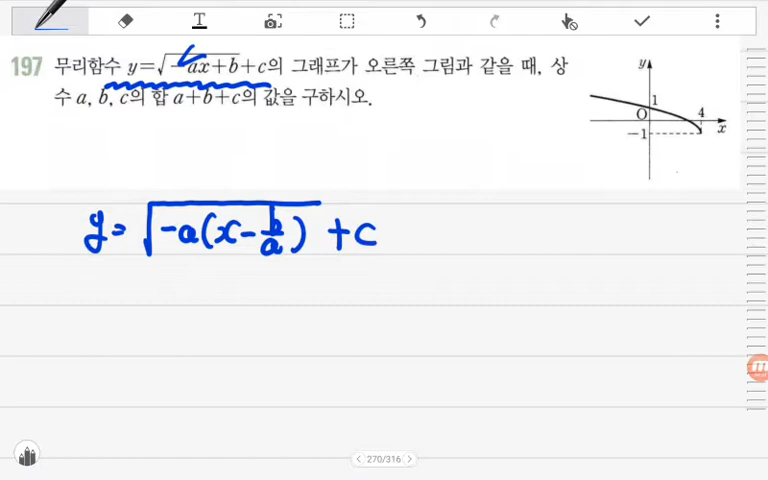 197 무리함수 y=√-ax+b+c의 그래프가 오른쪽 그림과 같을 때, 상
수 a, b, c의 합 a+b+c의 값을 구하시오.
y
1
O
4
x
-1
y= √-a(x-b/a) +c
270/316